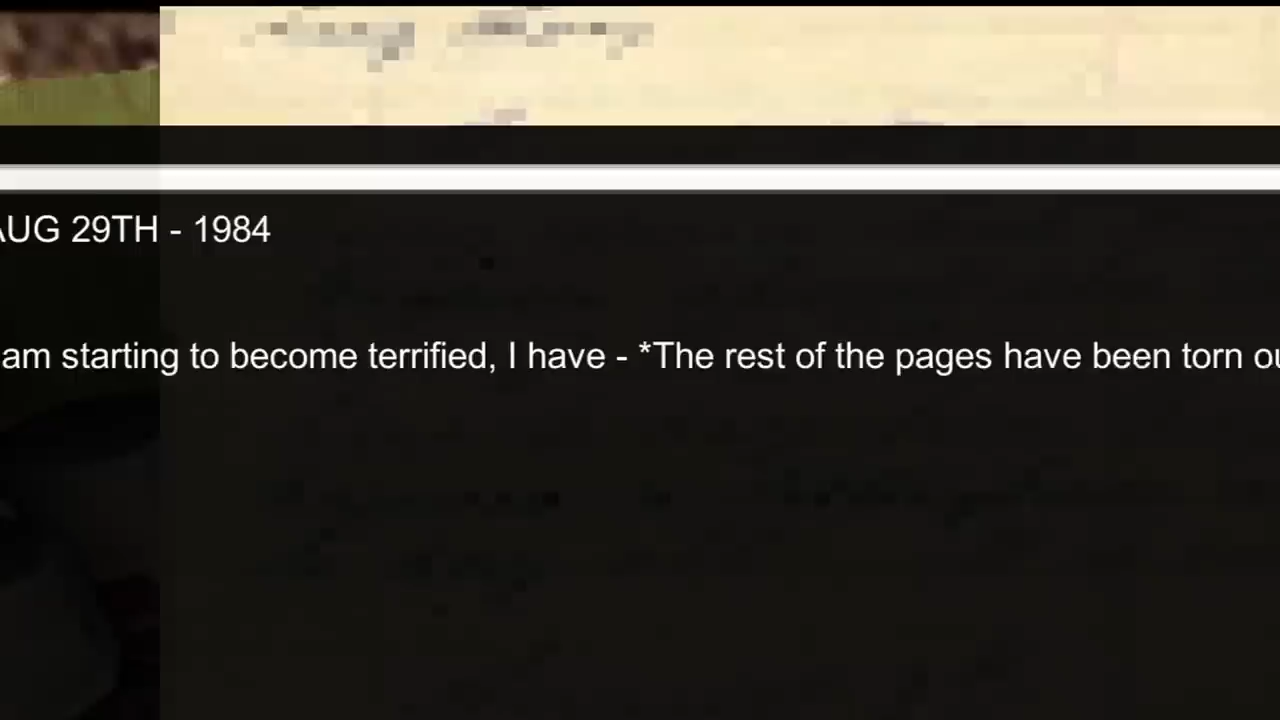 AUG 29TH - 1984
am starting to become terrified, I have - *The rest of the pages have been torn ou